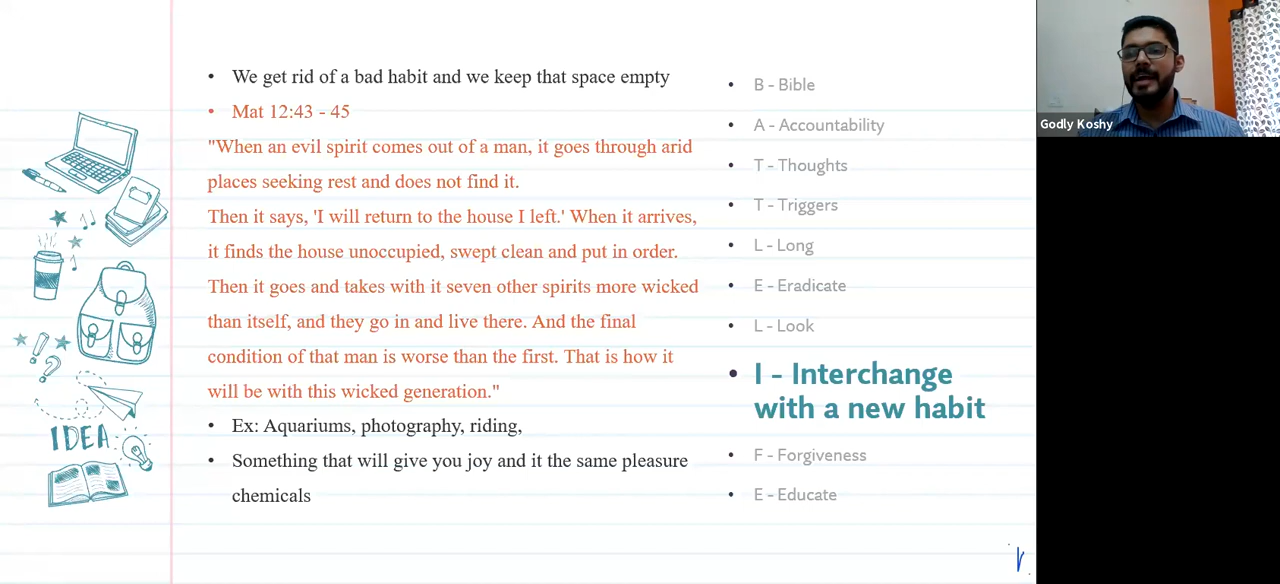 • We get rid of a bad habit and we keep that space empty
• Mat 12:43 - 45
"When an evil spirit comes out of a man, it goes through arid
places seeking rest and does not find it.
Then it says, 'I will return to the house I left.' When it arrives,
it finds the house unoccupied, swept clean and put in order.
Then it goes and takes with it seven other spirits more wicked
than itself, and they go in and live there. And the final
condition of that man is worse than the first. That is how it
will be with this wicked generation."
• Ex: Aquariums, photography, riding,
• Something that will give you joy and it the same pleasure
chemicals
• B - Bible
• A - Accountability
• T - Thoughts
• T - Triggers
• L - Long
• E - Eradicate
• L - Look
• I - Interchange
with a new habit
• F - Forgiveness
• E - Educate
IDEA
Godly Koshy